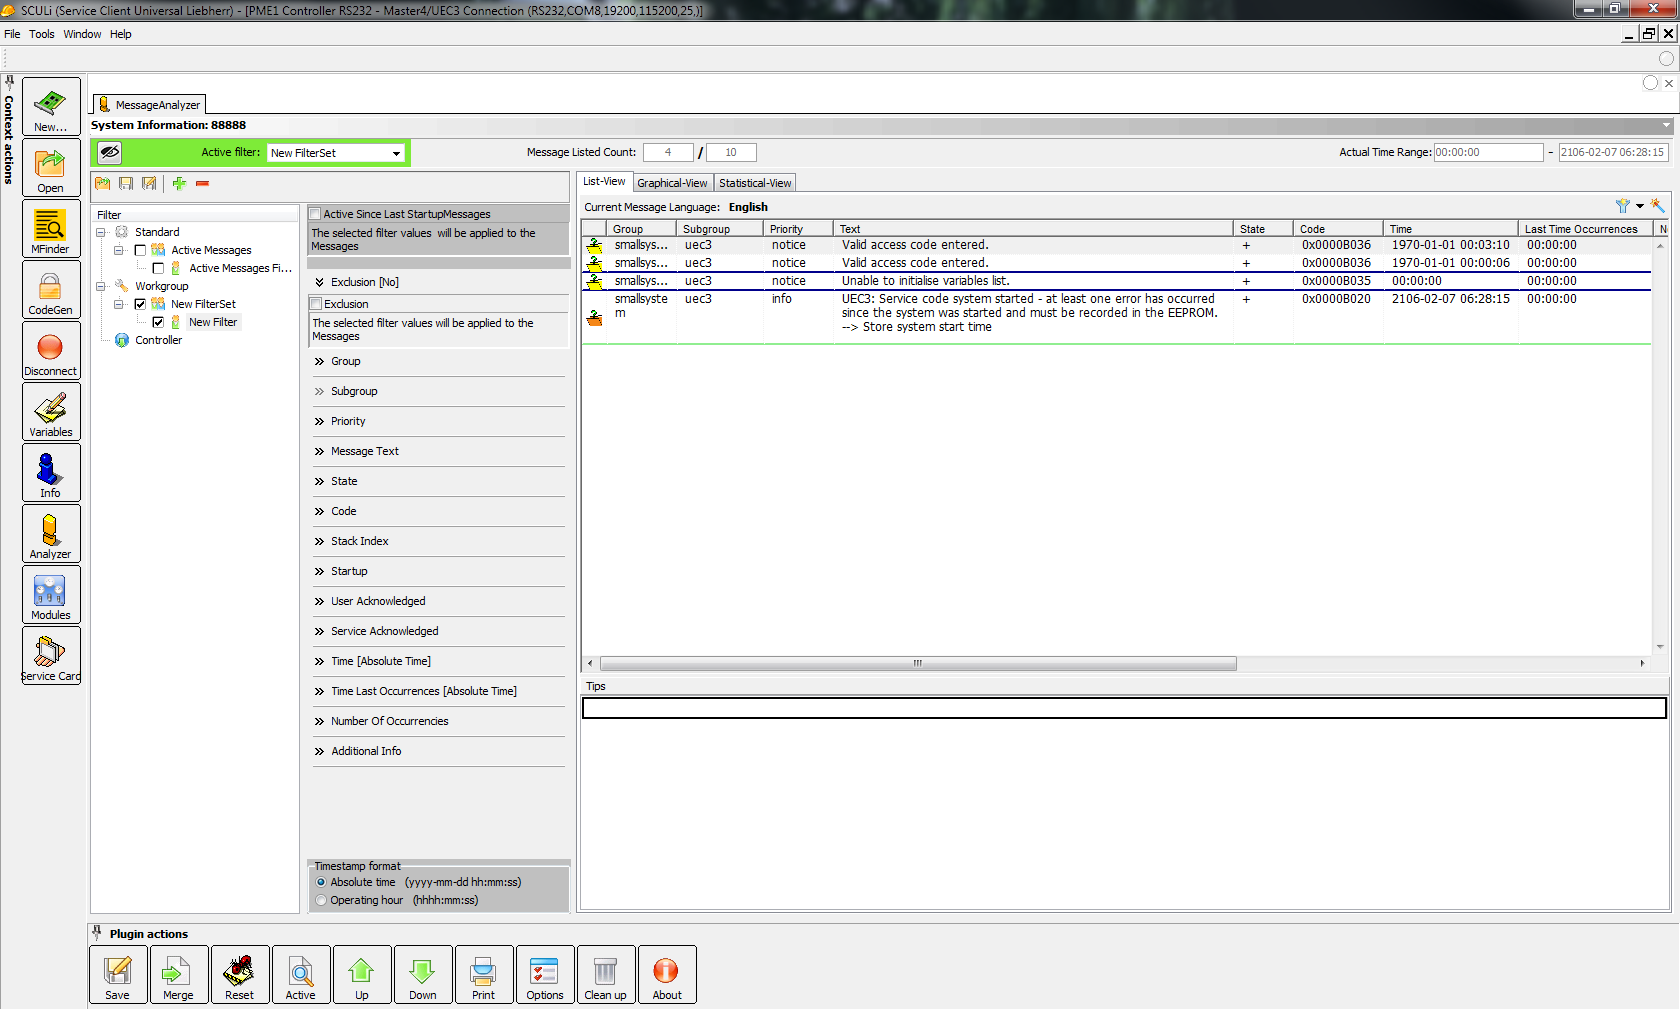 SCULi (Service Client Universal Liebherr) - [PME1 Controller RS232 - Master4/UEC3 Connection (RS232,COM8,19200,115200,25,)]
File Tools Window Help
Context actions
New...
Open
MFinder
CodeGen
Disconnect
Variables
Info
Analyzer
Modules
Service Card
MessageAnalyzer
System Information: 88888
Active filter: New FilterSet
Message Listed Count: 4 / 10
Actual Time Range: 00:00:00 - 2106-02-07 06:28:15
Filter
Standard
Active Messages
Active Messages Fi...
Workgroup
New FilterSet
New Filter
Controller
Active Since Last StartupMessages
The selected filter values will be applied to the
Messages
Exclusion [No]
Exclusion
The selected filter values will be applied to the
Messages
Group
Subgroup
Priority
Message Text
State
Code
Stack Index
Startup
User Acknowledged
Service Acknowledged
Time [Absolute Time]
Time Last Occurrences [Absolute Time]
Number Of Occurrencies
Additional Info
Timestamp format
Absolute time (yyyy-mm-dd hh:mm:ss)
Operating hour (hhhh:mm:ss)
List-View Graphical-View Statistical-View
Current Message Language: English
Group Subgroup Priority Text State Code Time Last Time Occurrences N
smallsys... uec3 notice Valid access code entered. + 0x0000B036 1970-01-01 00:03:10 00:00:00
smallsys... uec3 notice Valid access code entered. + 0x0000B036 1970-01-01 00:00:06 00:00:00
smallsys... uec3 notice Unable to initialise variables list. + 0x0000B035 00:00:00 00:00:00
smallsyste uec3 info UEC3: Service code system started - at least one error has occurred + 0x0000B020 2106-02-07 06:28:15 00:00:00
m since the system was started and must be recorded in the EEPROM.
--> Store system start time
Tips
Plugin actions
Save Merge Reset Active Up Down Print Options Clean up About